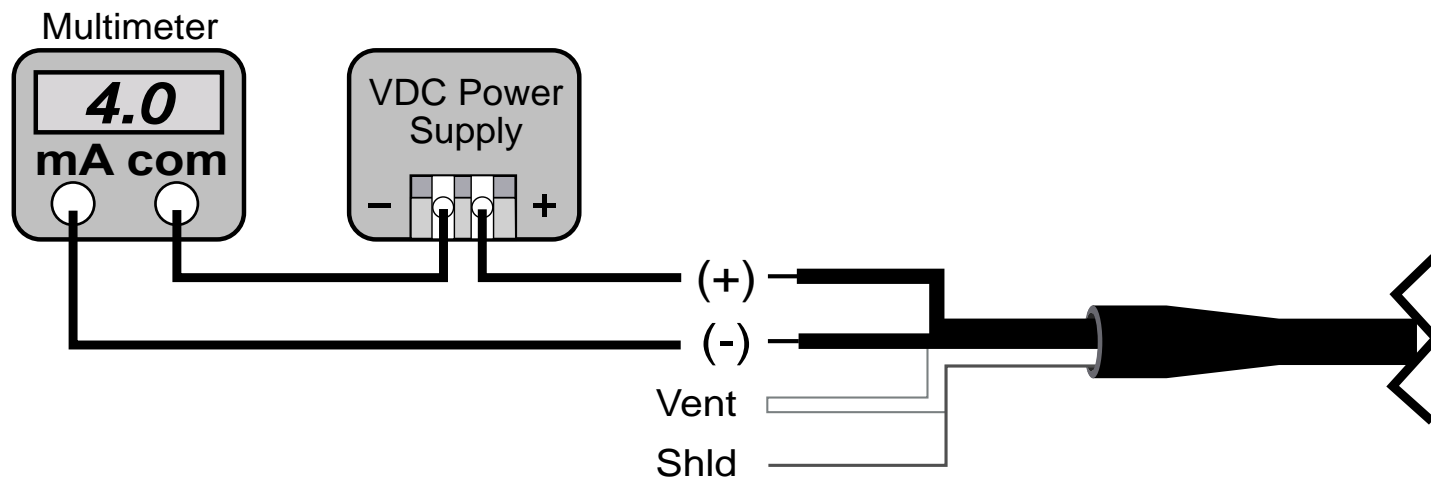 Multimeter
4.0
mA com
VDC Power
Supply
− +
(+)
(-)
Vent
Shld